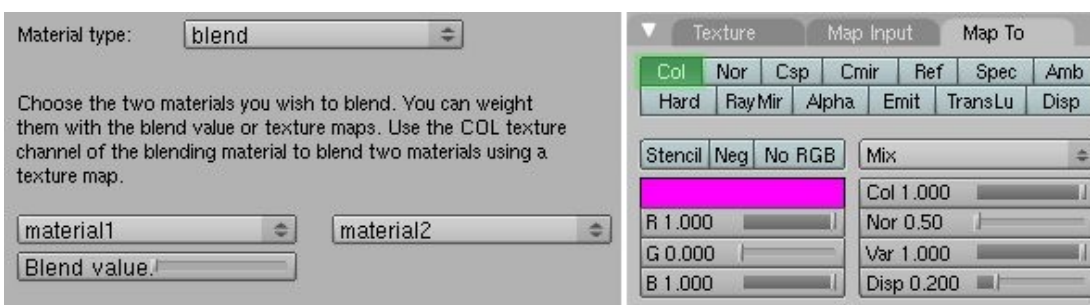 Material type: blend
Choose the two materials you wish to blend. You can weight
them with the blend value or texture maps. Use the COL texture
channel of the blending material to blend two materials using a
texture map.
material1 material2
Blend value:
Texture Map Input Map To
Col Nor Csp Cmir Ref Spec Amb
Hard RayMir Alpha Emit TransLu Disp
Stencil Neg No RGB Mix
Col 1.000
R 1.000 Nor 0.50
G 0.000 Var 1.000
B 1.000 Disp 0.200